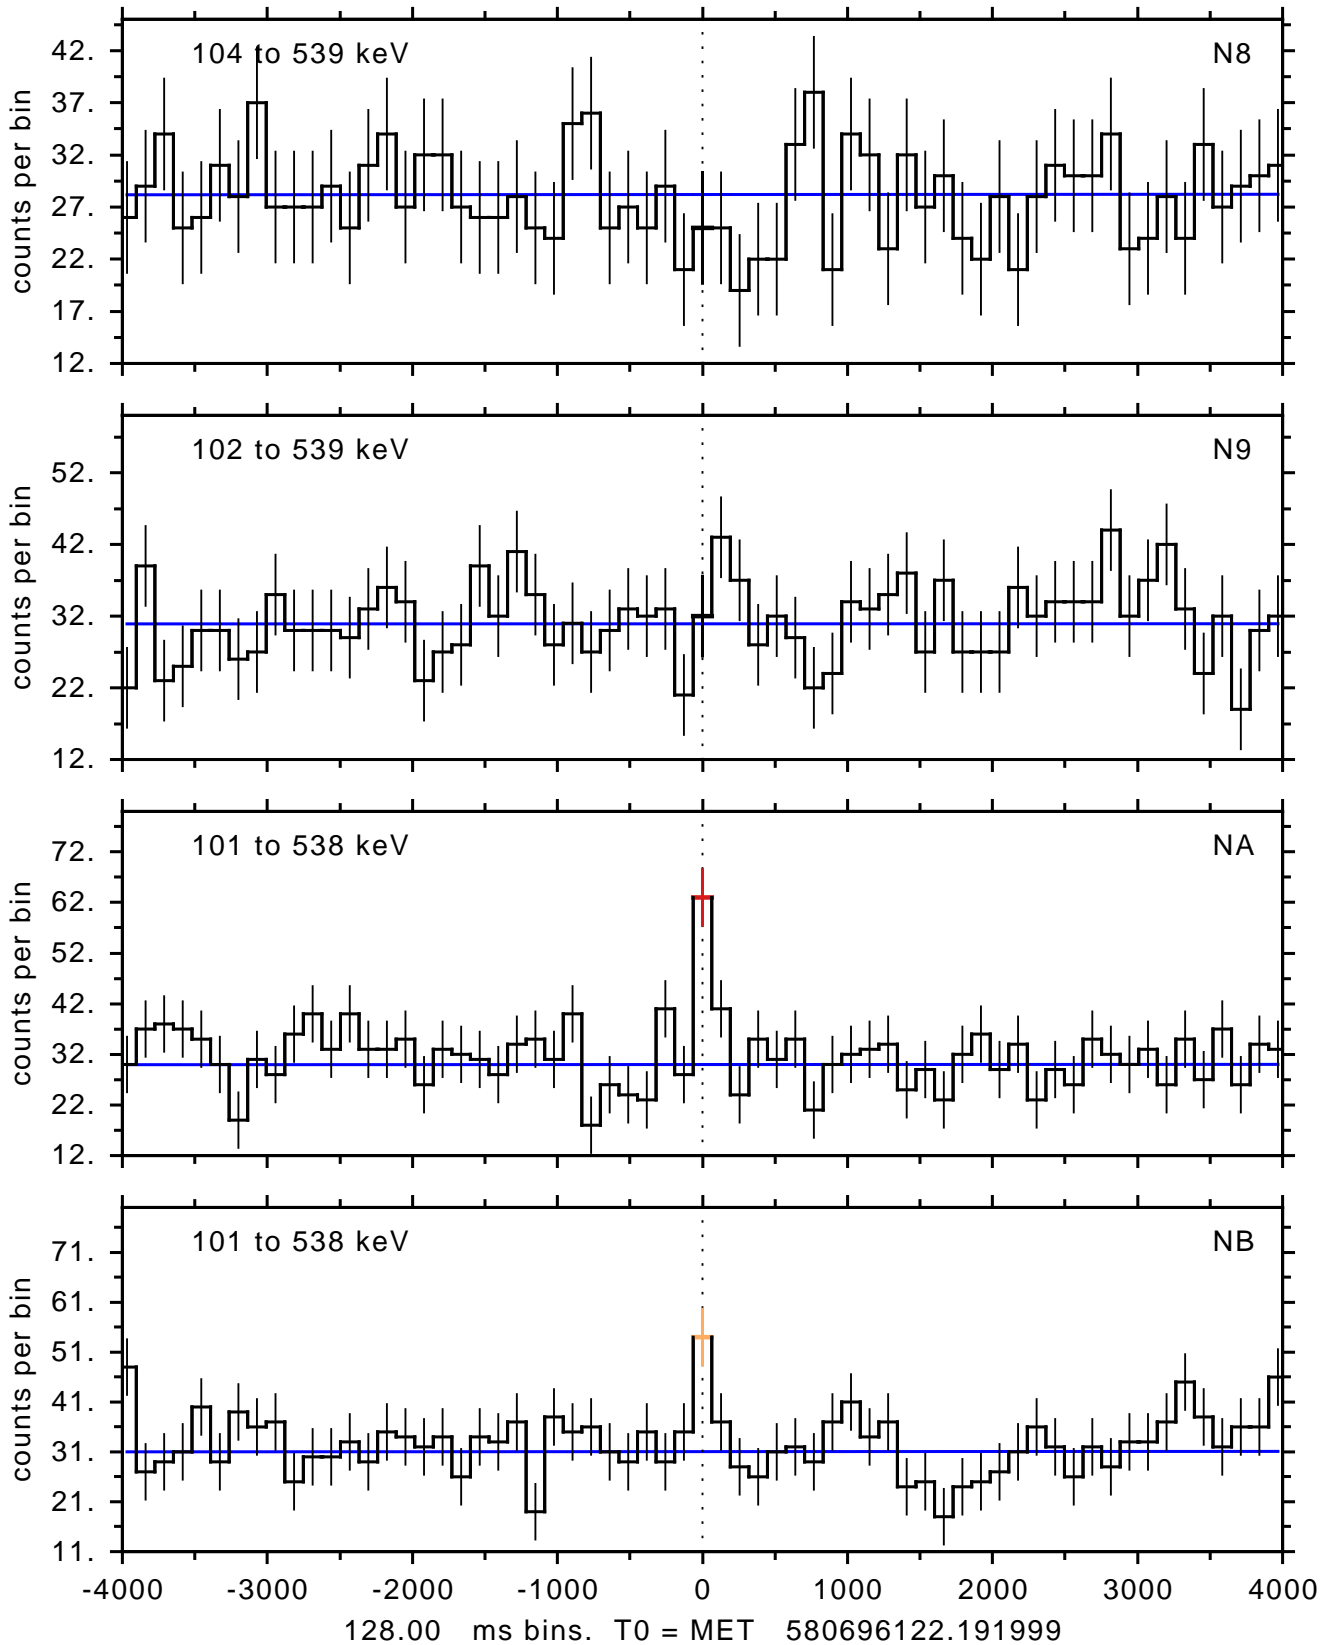 104 to 539 keV N8
counts per bin
42.
37.
32.
27.
22.
17.
12.
102 to 539 keV N9
counts per bin
52.
42.
32.
22.
12.
101 to 538 keV NA
counts per bin
72.
62.
52.
42.
32.
22.
12.
101 to 538 keV NB
counts per bin
71.
61.
51.
41.
31.
21.
11.
-4000 -3000 -2000 -1000 0 1000 2000 3000 4000
128.00 ms bins. T0 = MET 580696122.191999